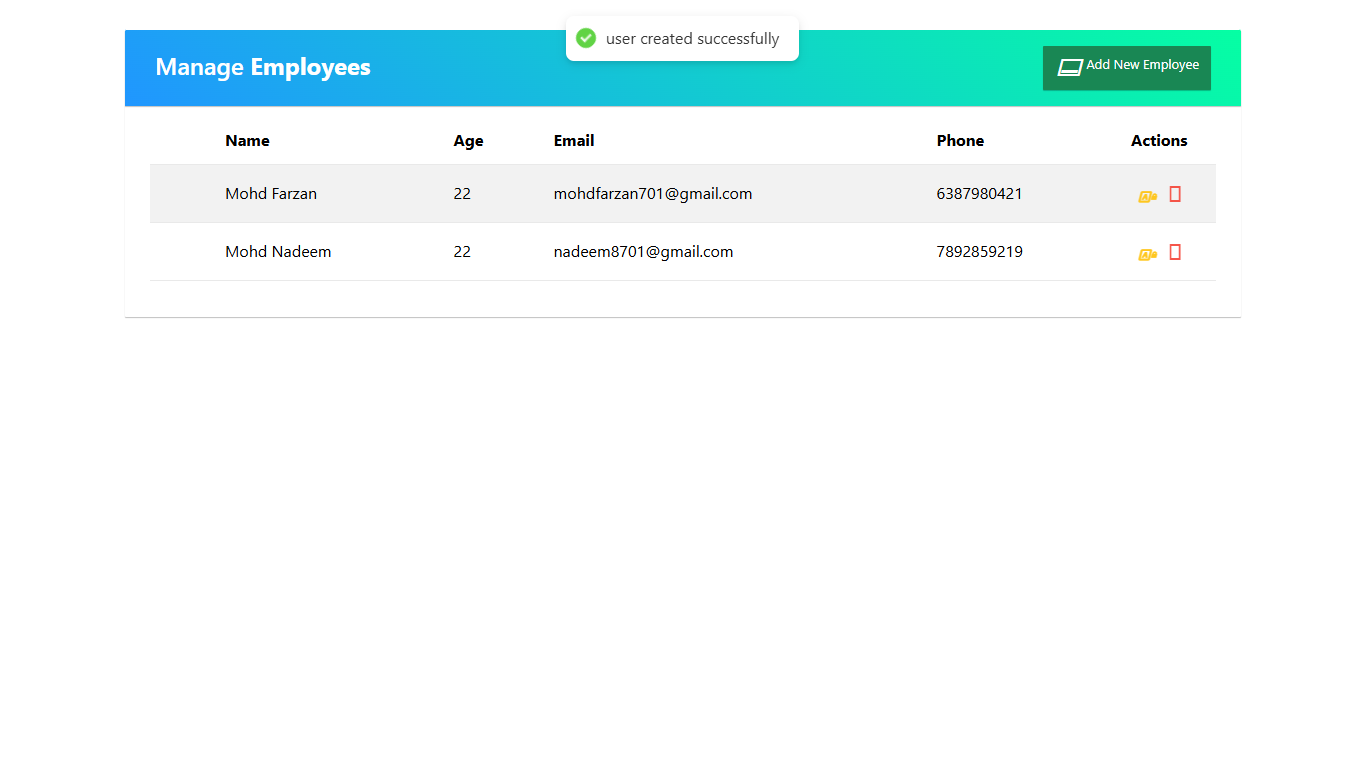 user created successfully
Manage Employees
Add New Employee
Name Age Email Phone Actions
Mohd Farzan 22 mohdfarzan701@gmail.com 6387980421
Mohd Nadeem 22 nadeem8701@gmail.com 7892859219